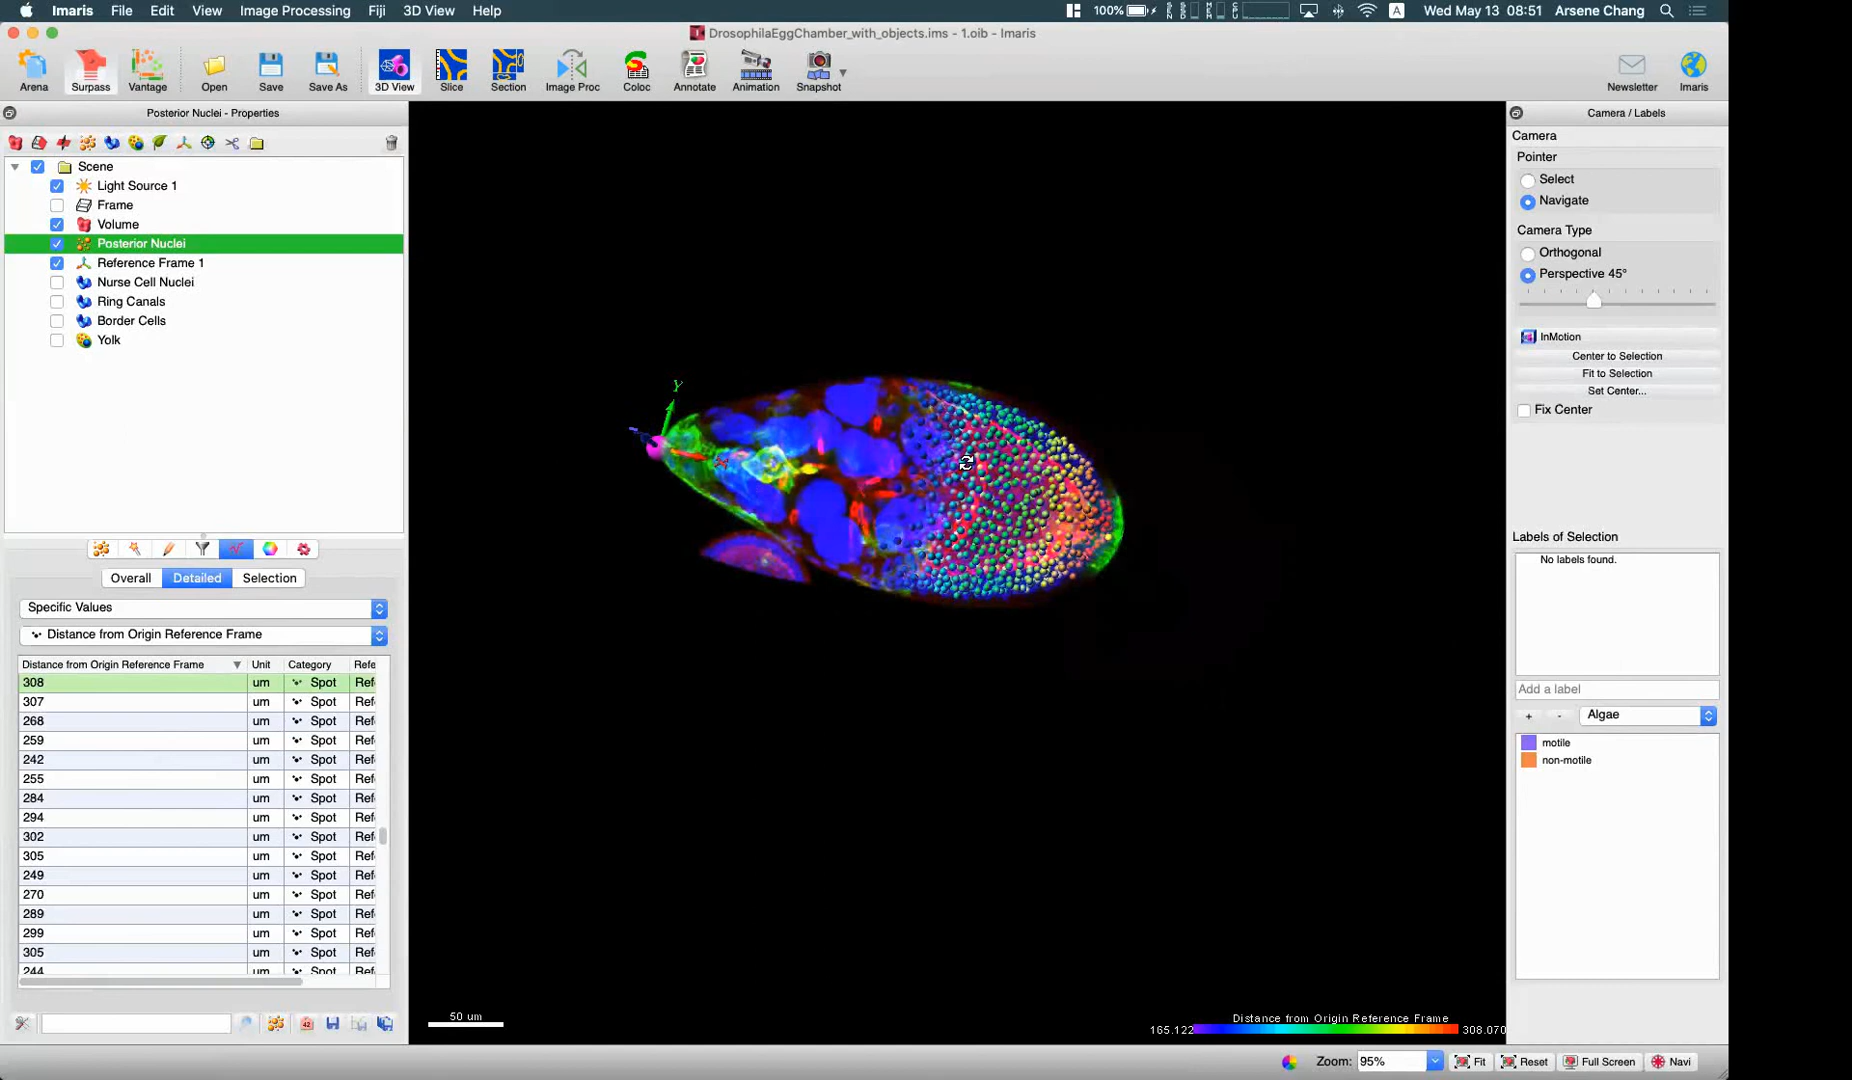 Imaris File Edit View Image Processing Fiji 3D View Help 100% A Wed May 13 08:51 Arsene Chang
DrosophilaEggChamber_with_objects.ims - 1.oib - Imaris
Arena Surpass Vantage Open Save Save As 3D View Slice Section Image Proc Coloc Annotate Animation Snapshot Newsletter Imaris
Posterior Nuclei - Properties
Scene
Light Source 1
Frame
Volume
Posterior Nuclei
Reference Frame 1
Nurse Cell Nuclei
Ring Canals
Border Cells
Yolk
Overall Detailed Selection
Specific Values
Distance from Origin Reference Frame
Distance from Origin Reference Frame Unit Category Refe
308 um Spot Ref
307 um Spot Ref
268 um Spot Ref
259 um Spot Ref
242 um Spot Ref
255 um Spot Ref
284 um Spot Ref
294 um Spot Ref
302 um Spot Ref
305 um Spot Ref
249 um Spot Ref
270 um Spot Ref
289 um Spot Ref
299 um Spot Ref
305 um Spot Ref
244 um Spot Ref
42
Y
X
50 um
Distance from Origin Reference Frame
165.122 308.070
Camera / Labels
Camera
Pointer
Select
Navigate
Camera Type
Orthogonal
Perspective 45°
InMotion
Center to Selection
Fit to Selection
Set Center...
Fix Center
Labels of Selection
No labels found.
Add a label
+ - Algae
motile
non-motile
Zoom: 95% Fit Reset Full Screen Navi